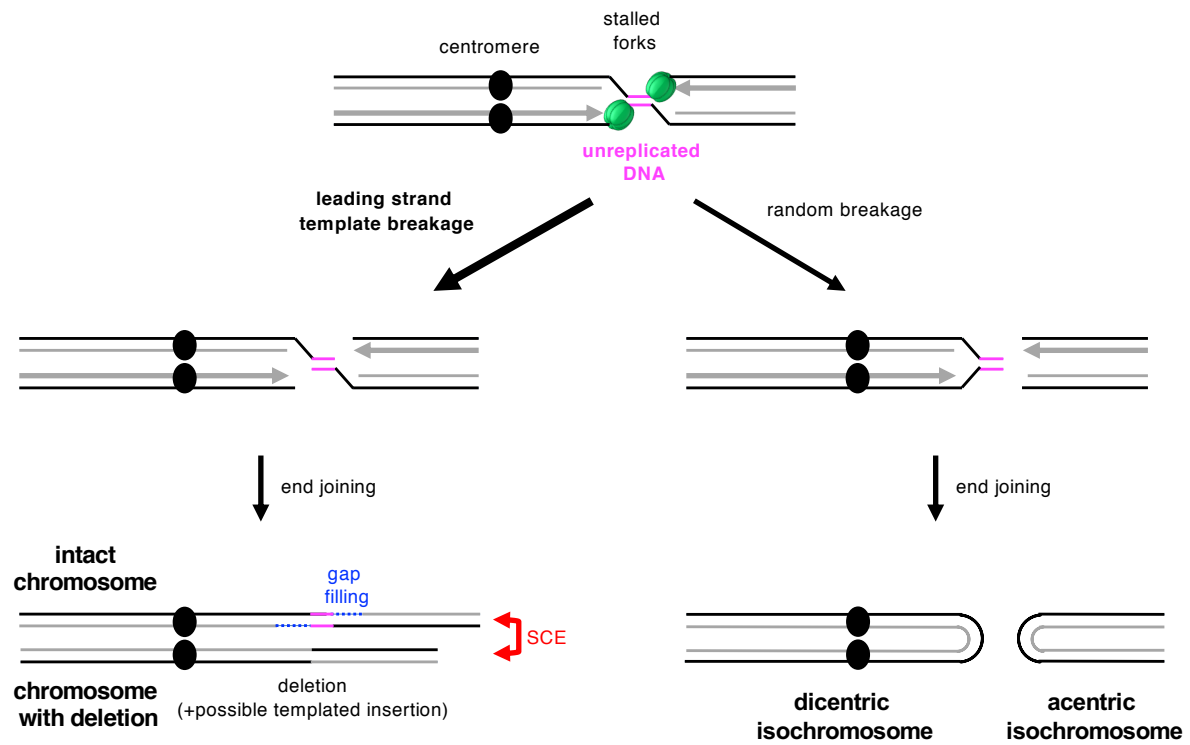 stalled
forks
centromere
unreplicated
DNA
leading strand
template breakage
random breakage
end joining
end joining
intact
chromosome
gap
filling
SCE
chromosome
with deletion
deletion
(+possible templated insertion)
dicentric
isochromosome
acentric
isochromosome